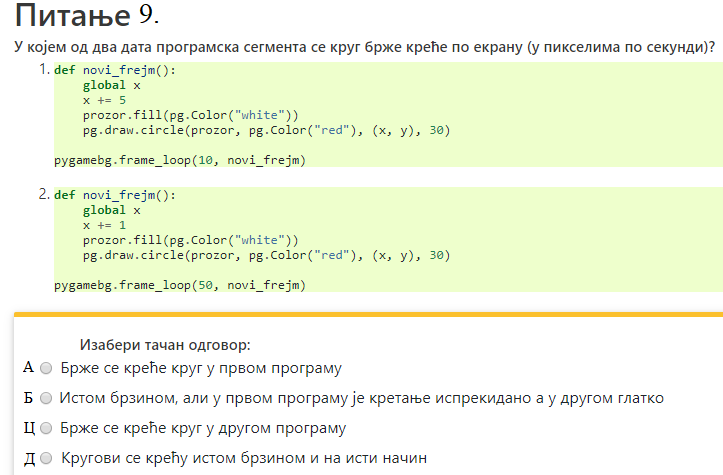 Питање 9.
У којем од два дата програмска сегмента се круг брже креће по екрану (у пикселима по секунди)?
1. def novi_frejm():
global x
x += 5
prozor.fill(pg.Color("white"))
pg.draw.circle(prozor, pg.Color("red"), (x, y), 30)
pygamebg.frame_loop(10, novi_frejm)
2. def novi_frejm():
global x
x += 1
prozor.fill(pg.Color("white"))
pg.draw.circle(prozor, pg.Color("red"), (x, y), 30)
pygamebg.frame_loop(50, novi_frejm)
Изабери тачан одговор:
А Брже се креће круг у првом програму
Б Истом брзином, али у првом програму је кретање испрекидано а у другом глатко
Ц Брже се креће круг у другом програму
Д Кругови се крећу истом брзином и на исти начин